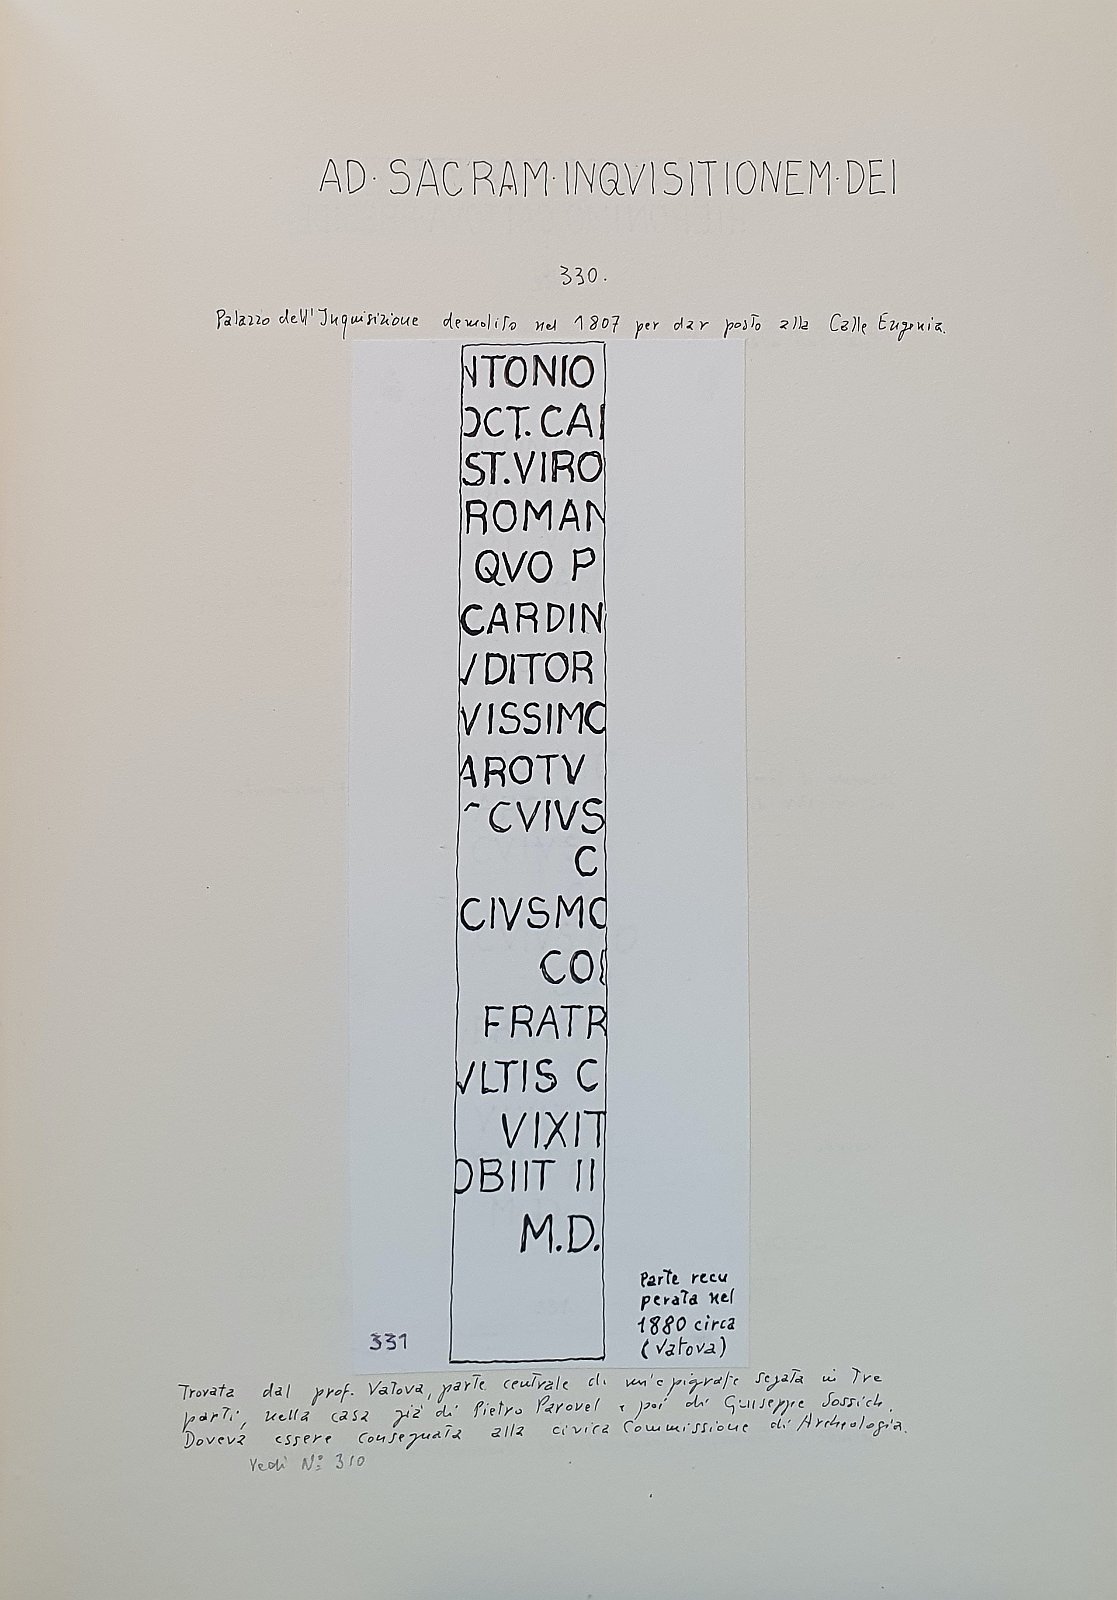 AD·SACRAM·INQVISITIONEM·DEI
330.
Palazzo dell'Inquisizione demolito nel 1807 per dar posto alla Calle Eugenia.
NTONIO
OCT.CAI
ST.VIRO
ROMAN
QVO P
CARDIN
VDITOR
VISSIMO
AROTV
CVIVS
C
CIVSMO
CO
FRATR
VLTIS C
VIXIT
OBIIT II
M.D.
Parte recu
perata nel
1880 circa
(Vatova)
331
Trovata dal prof. Vatova, parte centrale di un'epigrafe segata in tre
parti, nella casa già di Pietro Parovel e poi di Giuseppe Sossich.
Doveva essere consegnata alla civica Commissione di Archeologia.
Vedi N° 310